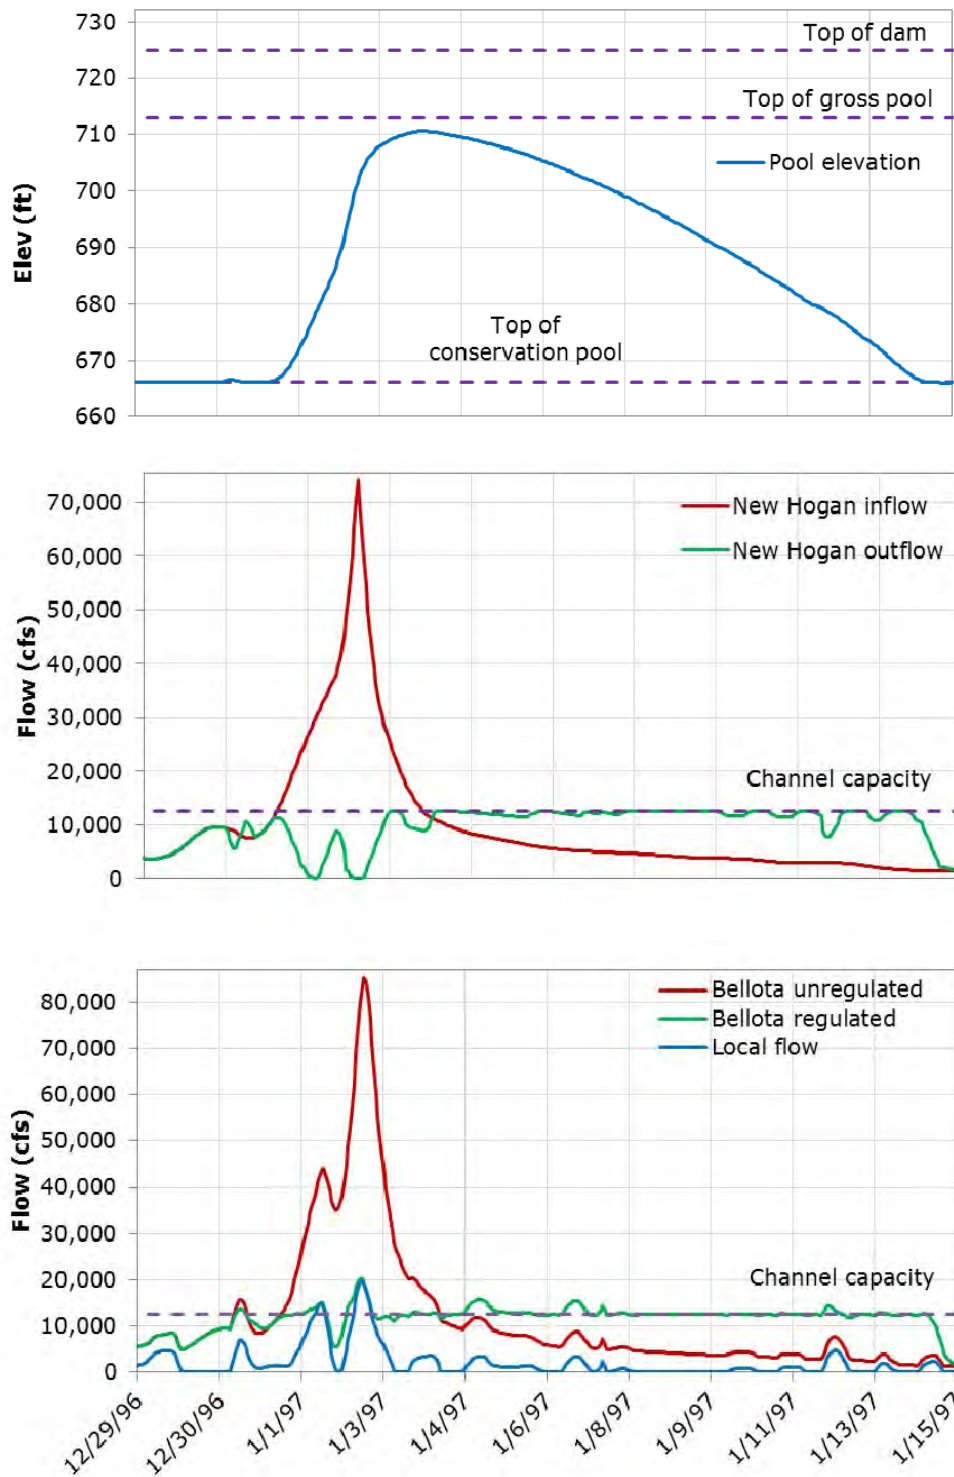 730
Top of dam
720
Top of gross pool
710
Pool elevation
700
Elev (ft)
690
680
Top of
conservation pool
670
660
70,000
New Hogan inflow
60,000
New Hogan outflow
50,000
40,000
Flow (cfs)
30,000
20,000
Channel capacity
10,000
0
Bellota unregulated
80,000
Bellota regulated
70,000
Local flow
60,000
50,000
Flow (cfs)
40,000
30,000
20,000
Channel capacity
10,000
0
12/29/96
12/30/96
1/1/97
1/3/97
1/4/97
1/6/97
1/8/97
1/9/97
1/11/97
1/13/97
1/15/97